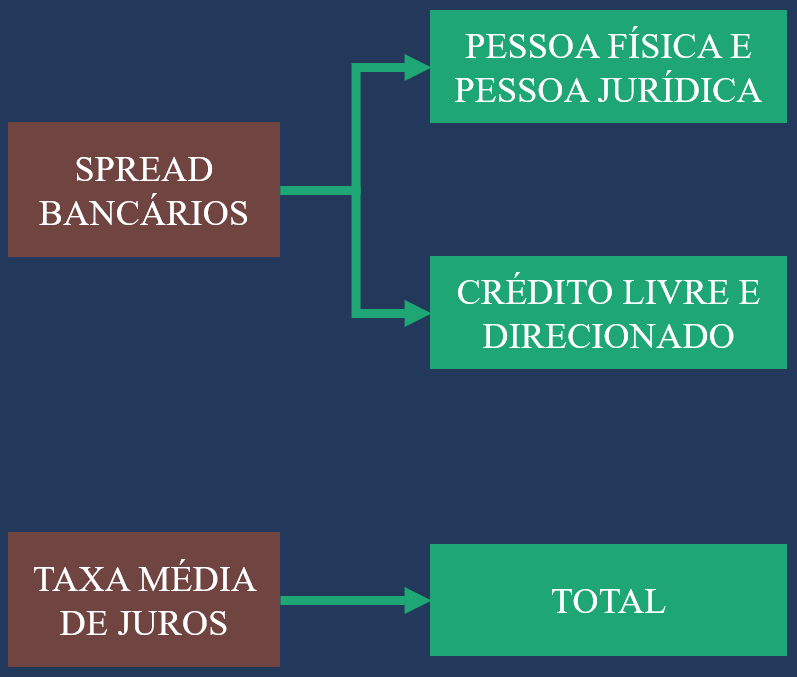 PESSOA FÍSICA E
PESSOA JURÍDICA
SPREAD
BANCÁRIOS
CRÉDITO LIVRE E
DIRECIONADO
TAXA MÉDIA
DE JUROS
TOTAL